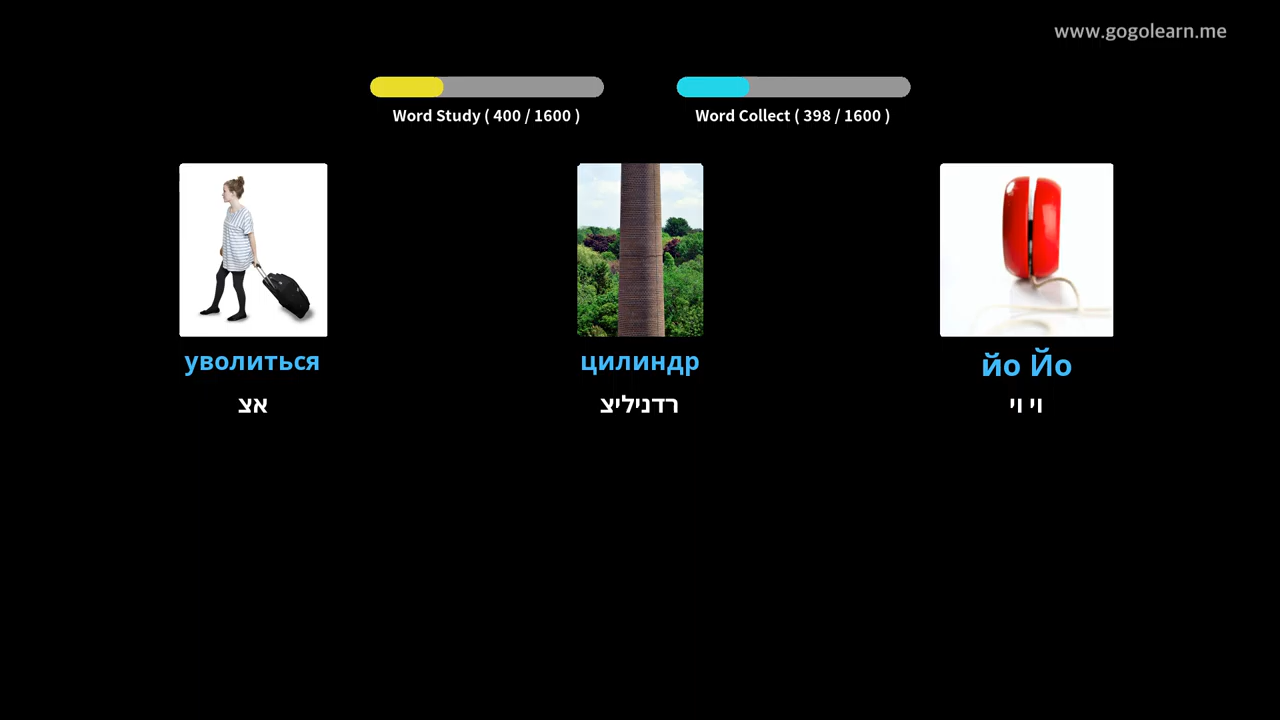 www.gogolearn.me
Word Study ( 400 / 1600 )
Word Collect ( 398 / 1600 )
уволиться
цилиндр
йо Йо
אצ
רדניליצ
וי וי